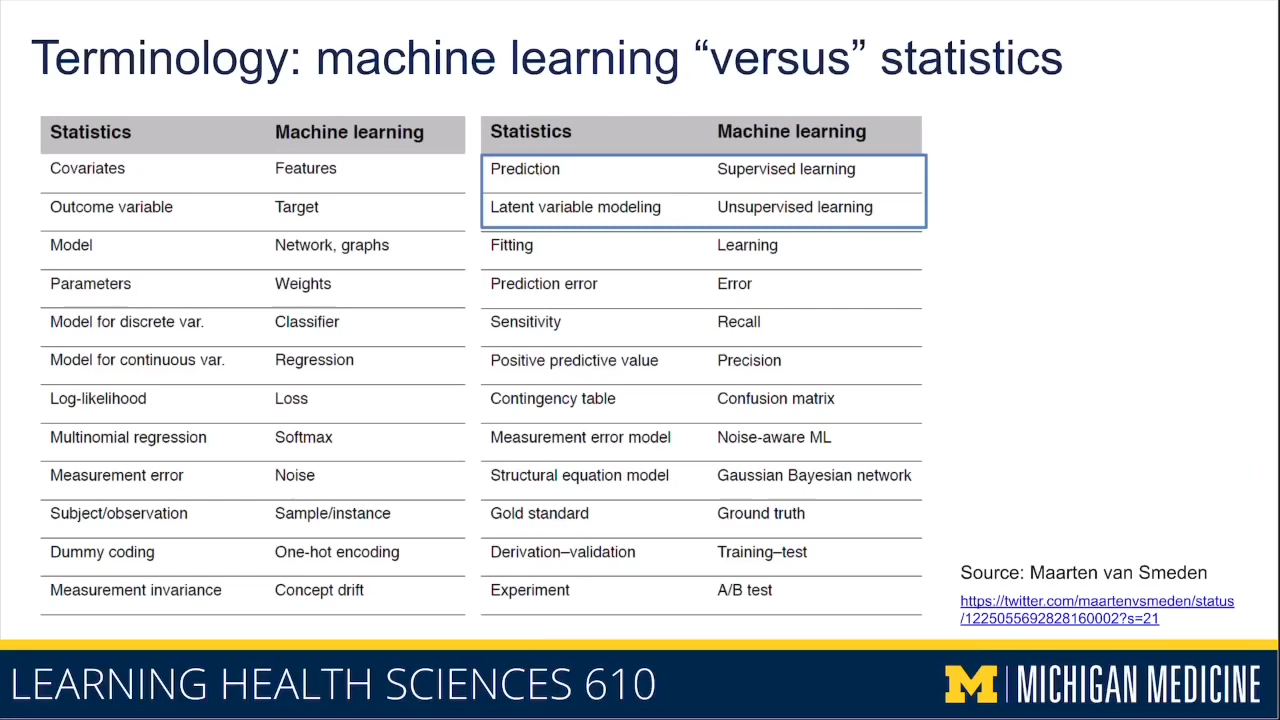 Terminology: machine learning “versus” statistics
Statistics Machine learning
Covariates Features
Outcome variable Target
Model Network, graphs
Parameters Weights
Model for discrete var. Classifier
Model for continuous var. Regression
Log-likelihood Loss
Multinomial regression Softmax
Measurement error Noise
Subject/observation Sample/instance
Dummy coding One-hot encoding
Measurement invariance Concept drift
Statistics Machine learning
Prediction Supervised learning
Latent variable modeling Unsupervised learning
Fitting Learning
Prediction error Error
Sensitivity Recall
Positive predictive value Precision
Contingency table Confusion matrix
Measurement error model Noise-aware ML
Structural equation model Gaussian Bayesian network
Gold standard Ground truth
Derivation–validation Training–test
Experiment A/B test
Source: Maarten van Smeden
https://twitter.com/maartenvsmeden/status
/1225055692828160002?s=21
LEARNING HEALTH SCIENCES 610
M MICHIGAN MEDICINE